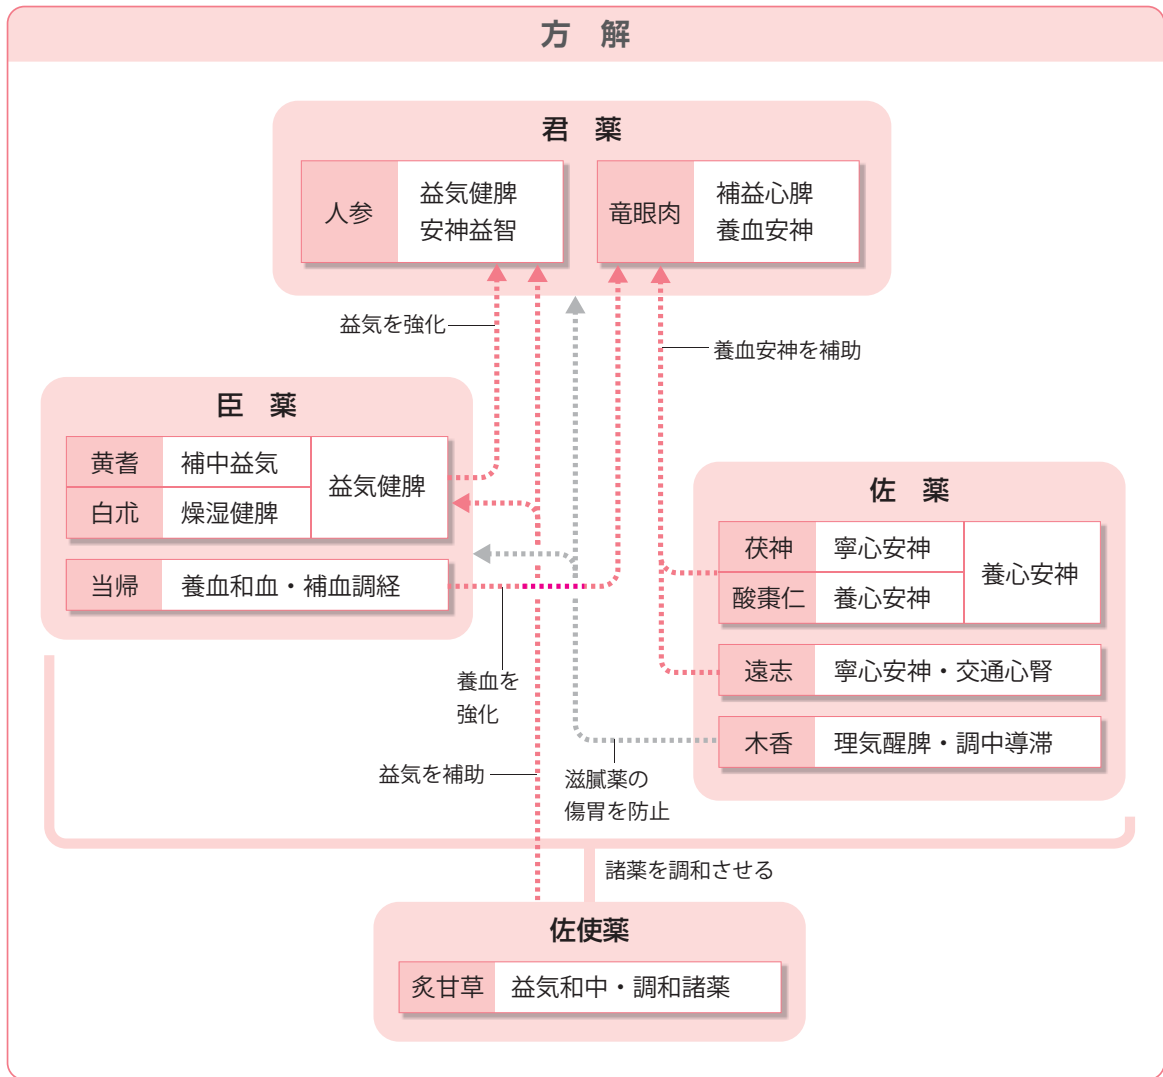 方　解
君　薬
人参
益気健脾
安神益智
竜眼肉
補益心脾
養血安神
益気を強化
養血安神を補助
臣　薬
黄耆
補中益気
白朮
燥湿健脾
益気健脾
当帰
養血和血・補血調経
佐　薬
茯神
寧心安神
酸棗仁
養心安神
養心安神
遠志
寧心安神・交通心腎
木香
理気醒脾・調中導滞
養血を
強化
益気を補助
滋膩薬の
傷胃を防止
諸薬を調和させる
佐使薬
炙甘草
益気和中・調和諸薬